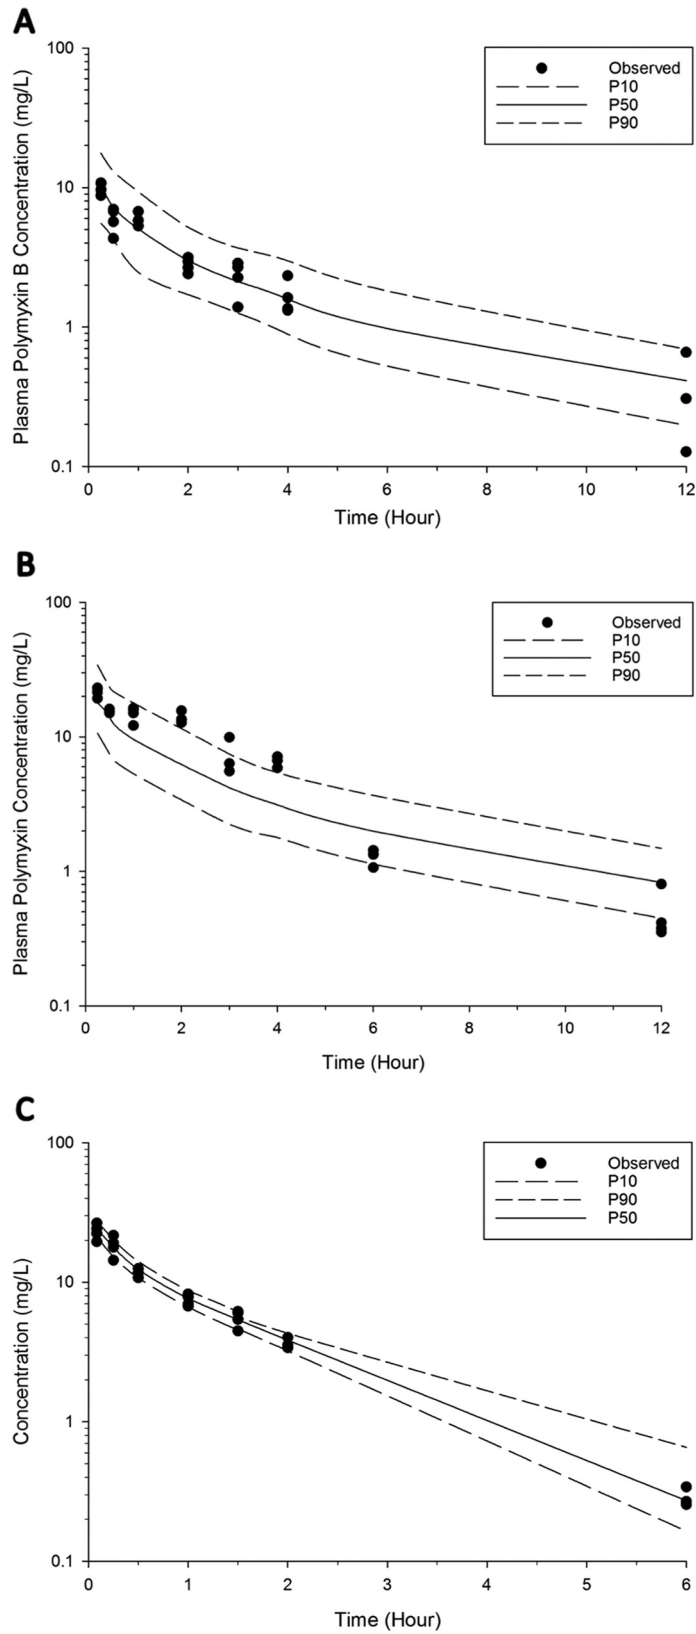 A
Plasma Polymyxin B Concentration (mg/L)
100
10
1
0.1
Observed
P10
P50
P90
0 2 4 6 8 10 12
Time (Hour)
B
Plasma Polymyxin Concentration (mg/L)
100
10
1
0.1
Observed
P10
P50
P90
0 2 4 6 8 10 12
Time (Hour)
C
Concentration (mg/L)
100
10
1
0.1
Observed
P10
P90
P50
0 1 2 3 4 5 6
Time (Hour)